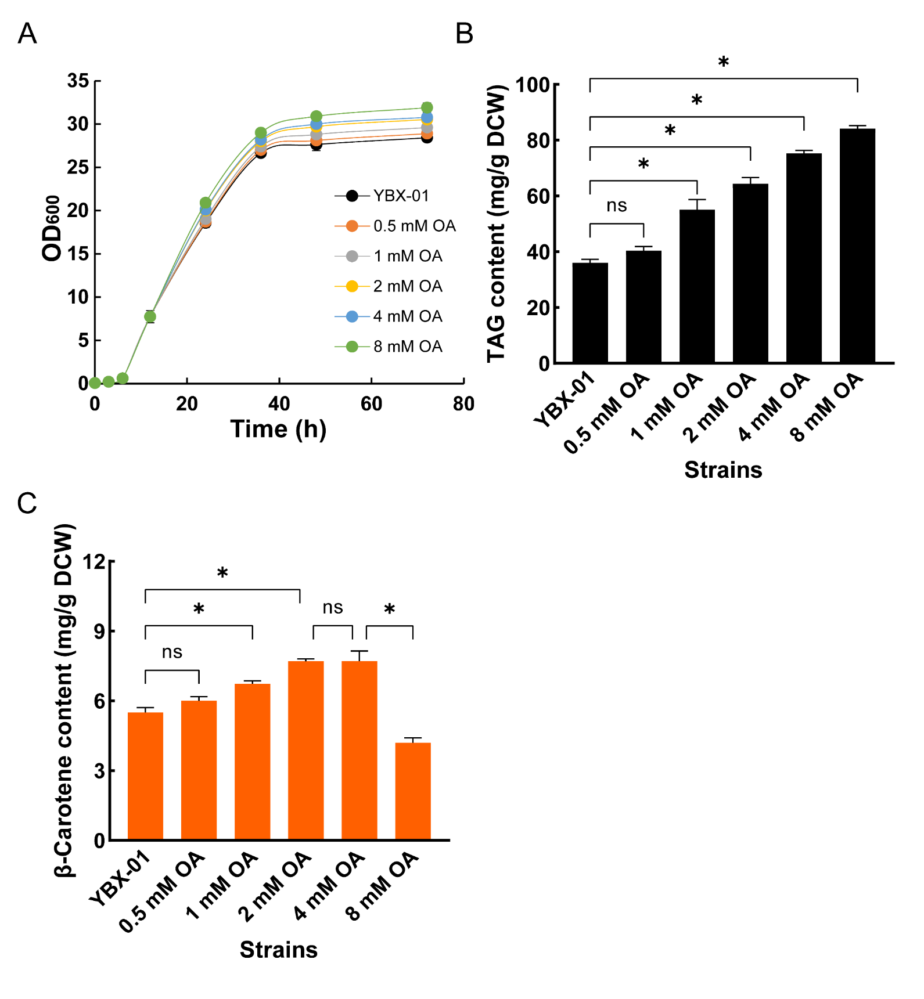 A
35
30
25
20
15
10
5
0
OD600
0 20 40 60 80
Time (h)
YBX-01
0.5 mM OA
1 mM OA
2 mM OA
4 mM OA
8 mM OA
B
TAG content (mg/g DCW)
100
80
60
40
20
0
*
*
*
*
ns
YBX-01
0.5 mM OA
1 mM OA
2 mM OA
4 mM OA
8 mM OA
Strains
C
β-Carotene content (mg/g DCW)
12
9
6
3
0
*
* ns *
ns
YBX-01
0.5 mM OA
1 mM OA
2 mM OA
4 mM OA
8 mM OA
Strains